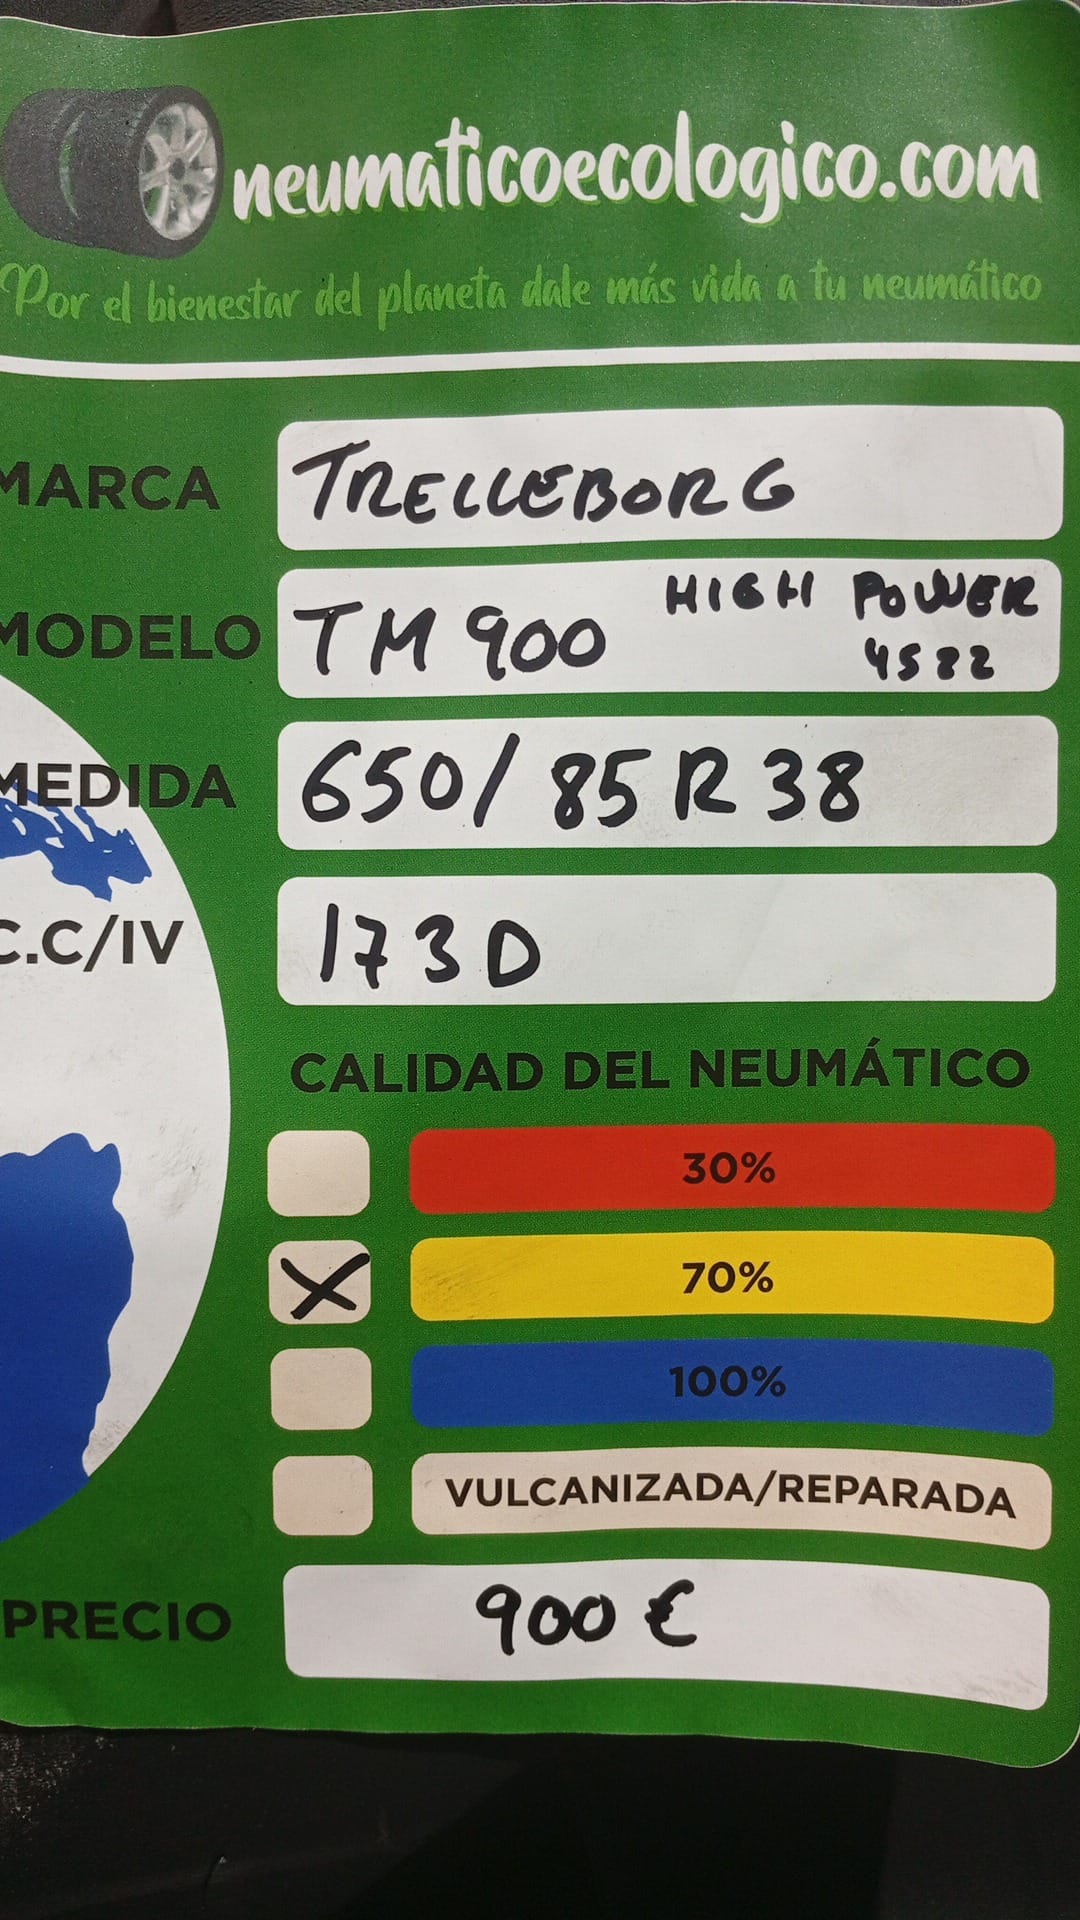 neumaticoecologico.com
Por el bienestar del planeta dale más vida a tu neumático
MARCA TRELLEBORG
MODELO TM 900 HIGH POWER
4522
MEDIDA 650/85 R 38
C.C/IV 173 D
CALIDAD DEL NEUMÁTICO
30%
X 70%
100%
VULCANIZADA/REPARADA
PRECIO 900 €